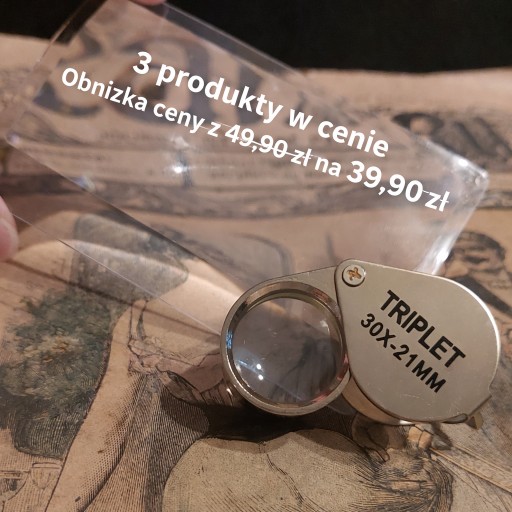 3 produkty w cenie
Obnizka ceny z 49,90 zł na 39,90 zł
TRIPLET
30X-21MM